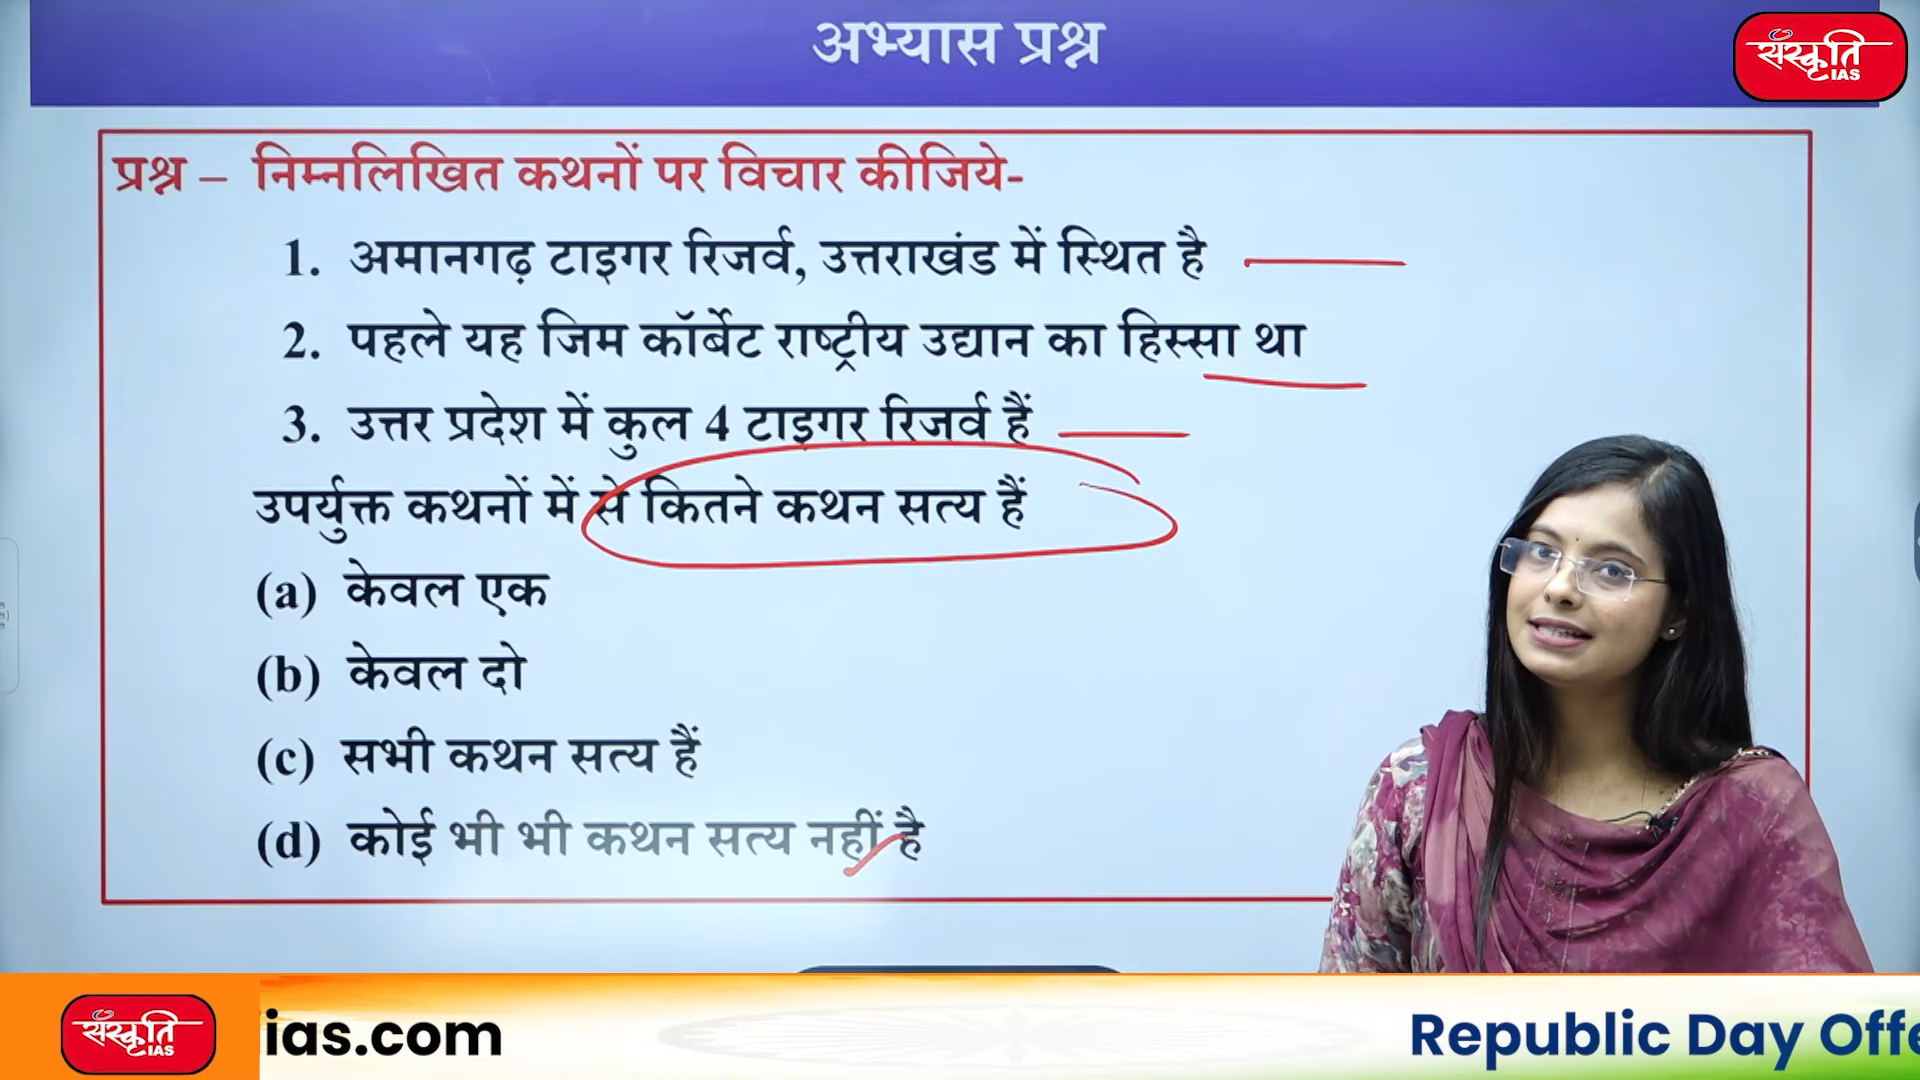 अभ्यास प्रश्न
संस्कृति IAS
प्रश्न – निम्नलिखित कथनों पर विचार कीजिये-
1. अमानगढ़ टाइगर रिजर्व, उत्तराखंड में स्थित है
2. पहले यह जिम कॉर्बेट राष्ट्रीय उद्यान का हिस्सा था
3. उत्तर प्रदेश में कुल 4 टाइगर रिजर्व हैं
उपर्युक्त कथनों में से कितने कथन सत्य हैं
(a) केवल एक
(b) केवल दो
(c) सभी कथन सत्य हैं
(d) कोई भी भी कथन सत्य नहीं है
संस्कृति IAS
ias.com
Republic Day Offe